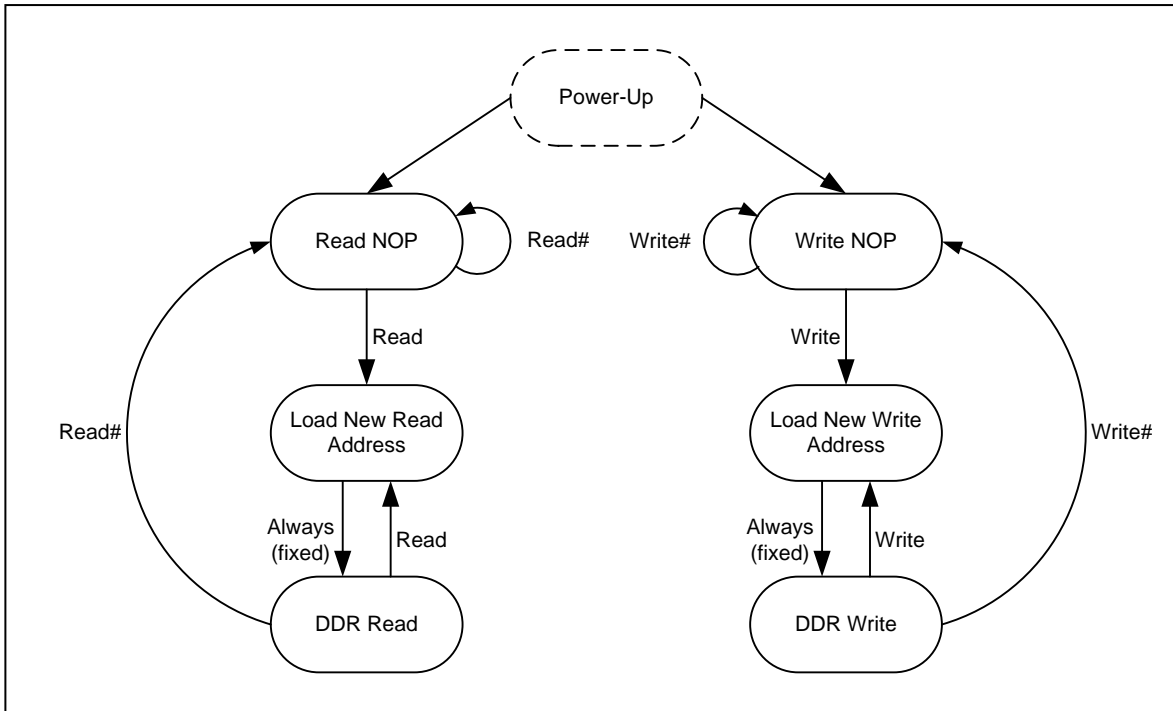 Power-Up
Read NOP
Read#
Write#
Write NOP
Read
Write
Read#
Load New Read
Address
Load New Write
Address
Write#
Always
(fixed)
Read
Always
(fixed)
Write
DDR Read
DDR Write